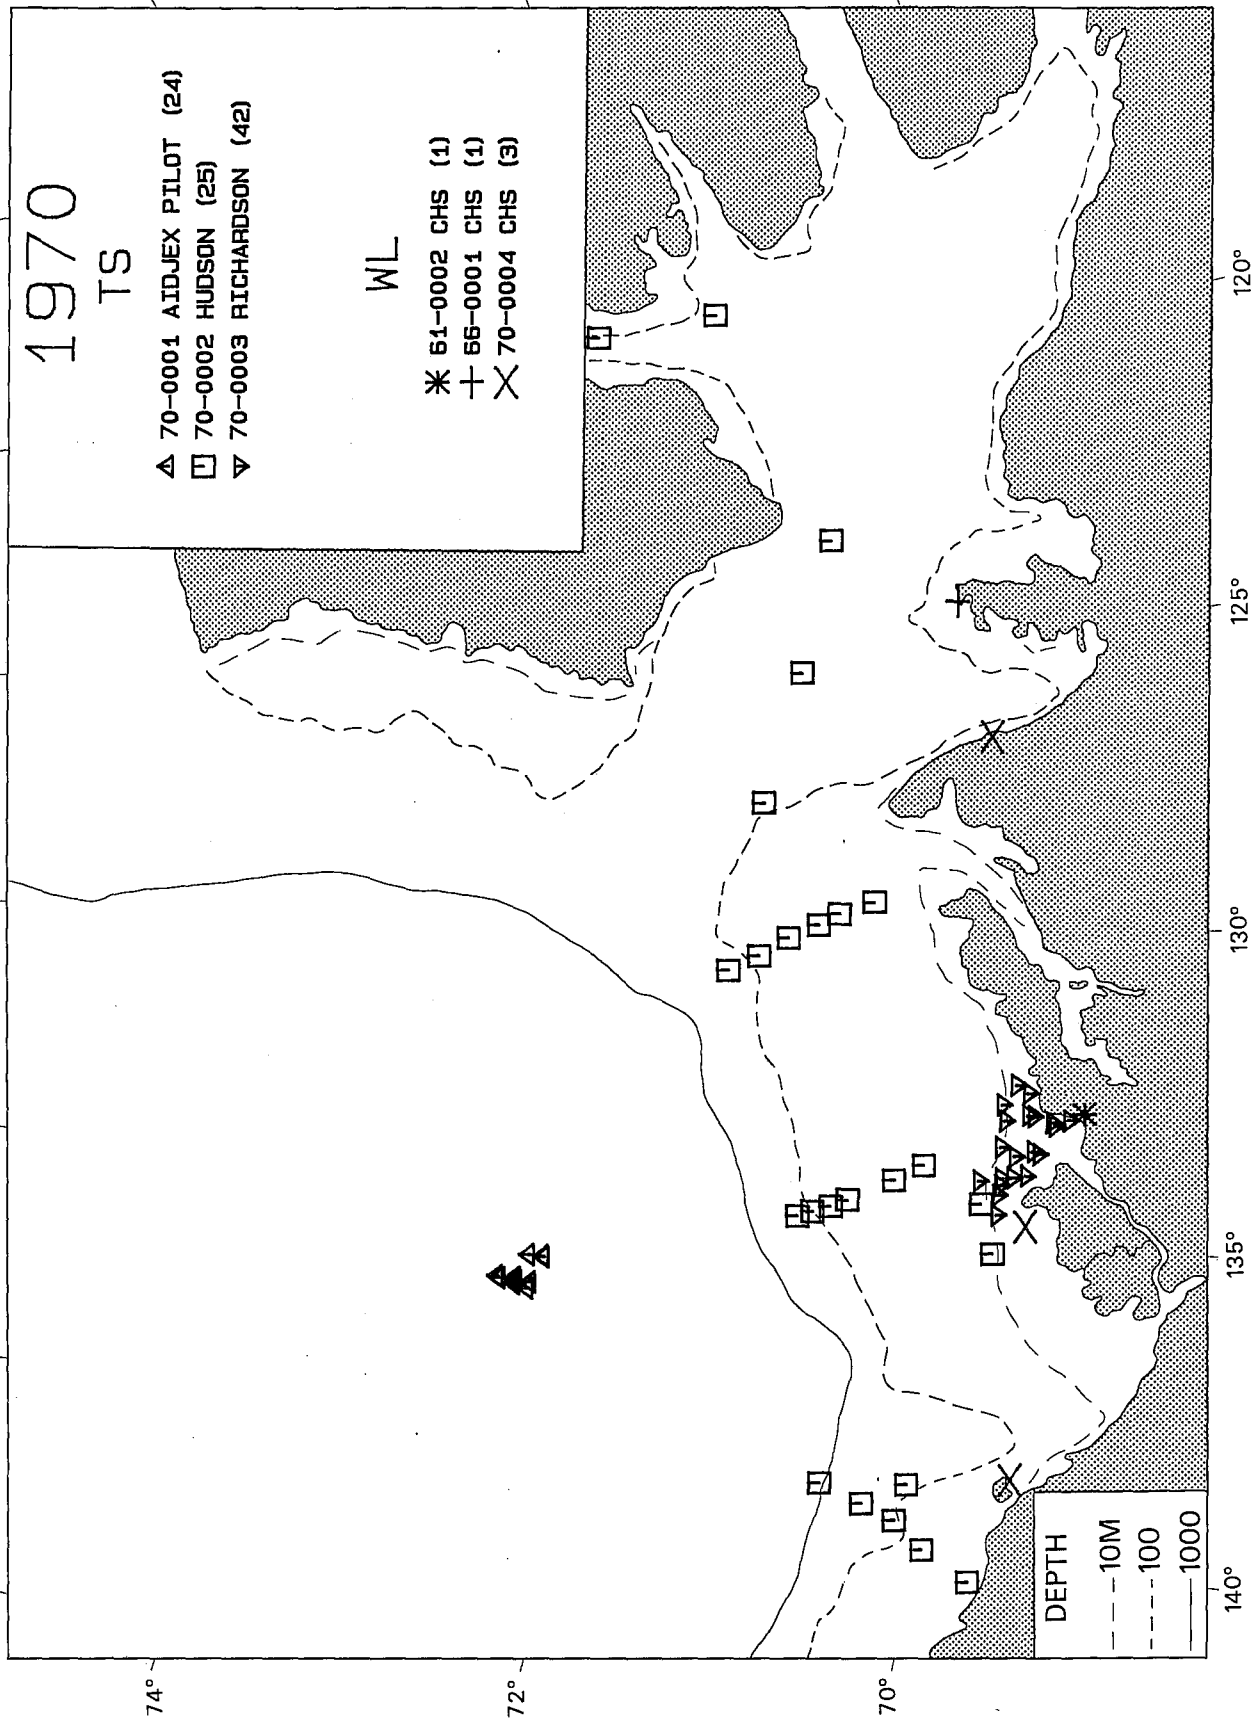 1970
TS
70-0001 AIDJEX PILOT (24)
70-0002 HUDSON (25)
70-0003 RICHARDSON (42)
WL
61-0002 CHS (1)
66-0001 CHS (1)
70-0004 CHS (3)
74°
72°
70°
140°
135°
130°
125°
120°
DEPTH
10M
100
1000